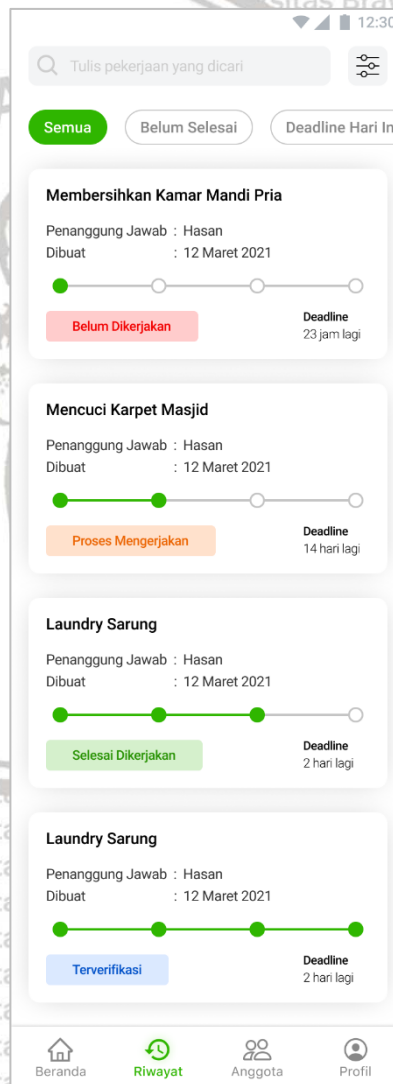 sitas Braw
12:30
Tulis pekerjaan yang dicari
Semua
Belum Selesai
Deadline Hari In
Membersihkan Kamar Mandi Pria
Penanggung Jawab : Hasan
Dibuat : 12 Maret 2021
Belum Dikerjakan
Deadline
23 jam lagi
Mencuci Karpet Masjid
Penanggung Jawab : Hasan
Dibuat : 12 Maret 2021
Proses Mengerjakan
Deadline
14 hari lagi
Laundry Sarung
Penanggung Jawab : Hasan
Dibuat : 12 Maret 2021
Selesai Dikerjakan
Deadline
2 hari lagi
Laundry Sarung
Penanggung Jawab : Hasan
Dibuat : 12 Maret 2021
Terverifikasi
Deadline
2 hari lagi
Beranda
Riwayat
Anggota
Profil